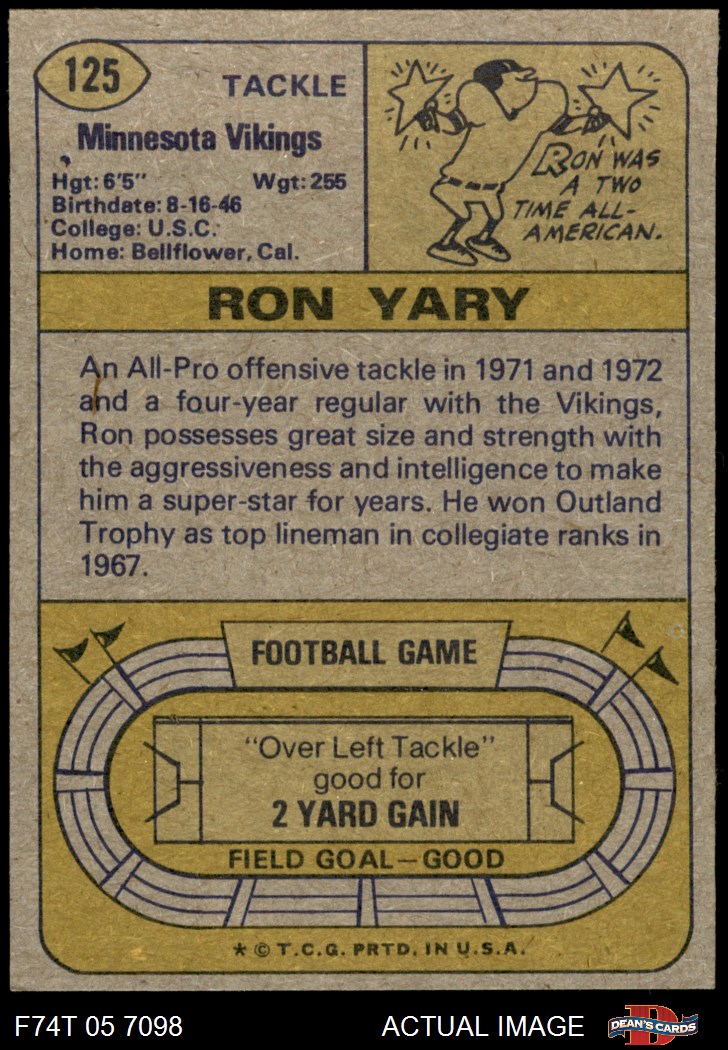 125
TACKLE
Minnesota Vikings
Hgt: 6'5" Wgt: 255
Birthdate: 8-16-46
College: U.S.C.
Home: Bellflower, Cal.
RON WAS
A TWO
TIME ALL-
AMERICAN.
RON YARY
An All-Pro offensive tackle in 1971 and 1972
and a four-year regular with the Vikings,
Ron possesses great size and strength with
the aggressiveness and intelligence to make
him a super-star for years. He won Outland
Trophy as top lineman in collegiate ranks in
1967.
FOOTBALL GAME
"Over Left Tackle"
good for
2 YARD GAIN
FIELD GOAL—GOOD
* © T.C.G. PRTD. IN U.S.A.
F74T 05 7098 ACTUAL IMAGE
D
DEAN'S CARDS